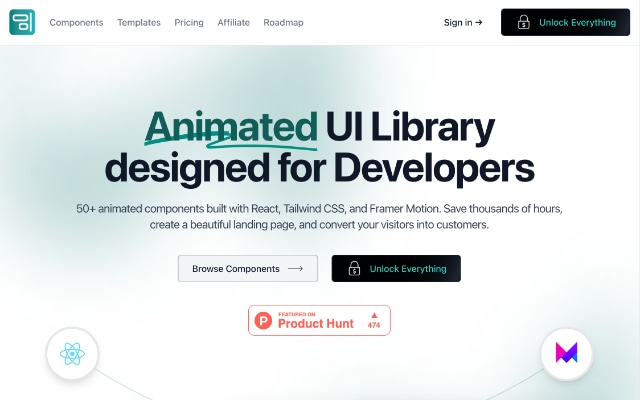 Components Templates Pricing Affiliate Roadmap Sign in → Unlock Everything
Animated UI Library
designed for Developers
50+ animated components built with React, Tailwind CSS, and Framer Motion. Save thousands of hours,
create a beautiful landing page, and convert your visitors into customers.
Browse Components → Unlock Everything
P FEATURED ON
Product Hunt ▲ 474